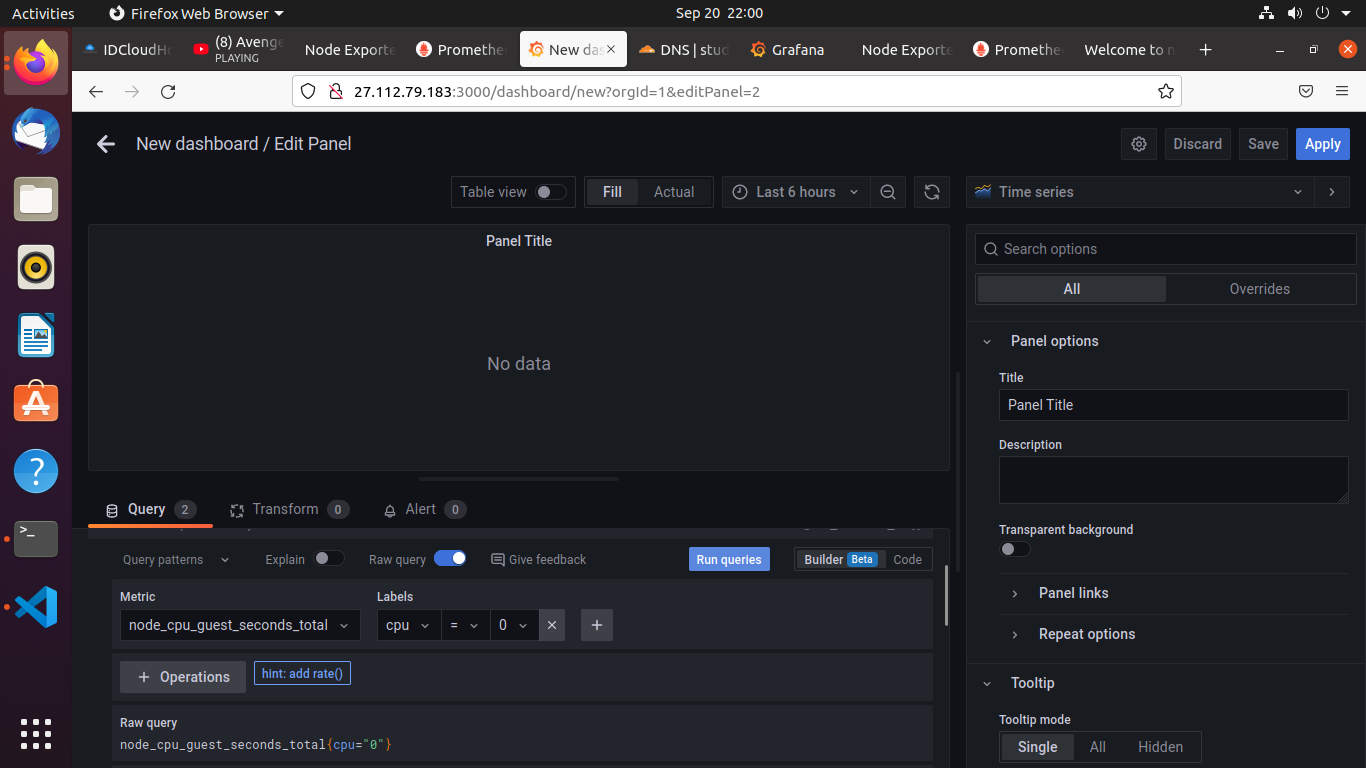 Activities
Firefox Web Browser
Sep 20 22:00
IDCloudHo
(8) Avenge
PLAYING
Node Exporte
Prometheu
New das
DNS | stud
Grafana
Node Exporte
Prometheu
Welcome to n
27.112.79.183:3000/dashboard/new?orgId=1&editPanel=2
New dashboard / Edit Panel
Discard
Save
Apply
Table view
Fill
Actual
Last 6 hours
Time series
Panel Title
No data
Search options
All
Overrides
Panel options
Title
Panel Title
Description
Transparent background
Panel links
Repeat options
Tooltip
Tooltip mode
Single
All
Hidden
Query 2
Transform 0
Alert 0
Query patterns
Explain
Raw query
Give feedback
Run queries
Builder Beta
Code
Metric
Labels
node_cpu_guest_seconds_total
cpu
=
0
+ Operations
hint: add rate()
Raw query
node_cpu_guest_seconds_total{cpu="0"}